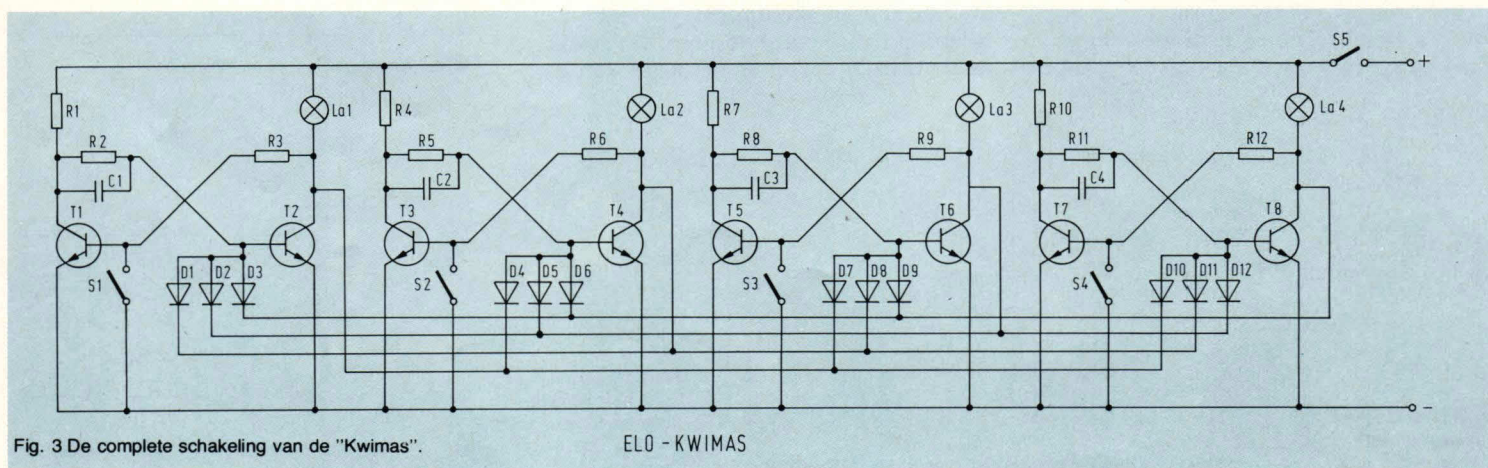 S5
+
R1
La1
R4
La2
R7
La3
R10
La4
R2
R3
R5
R6
R8
R9
R11
R12
C1
C2
C3
C4
T1
T2
T3
T4
T5
T6
T7
T8
S1
D1
D2
D3
S2
D4
D5
D6
S3
D7
D8
D9
S4
D10
D11
D12
-
Fig. 3 De complete schakeling van de "Kwimas".
ELO - KWIMAS